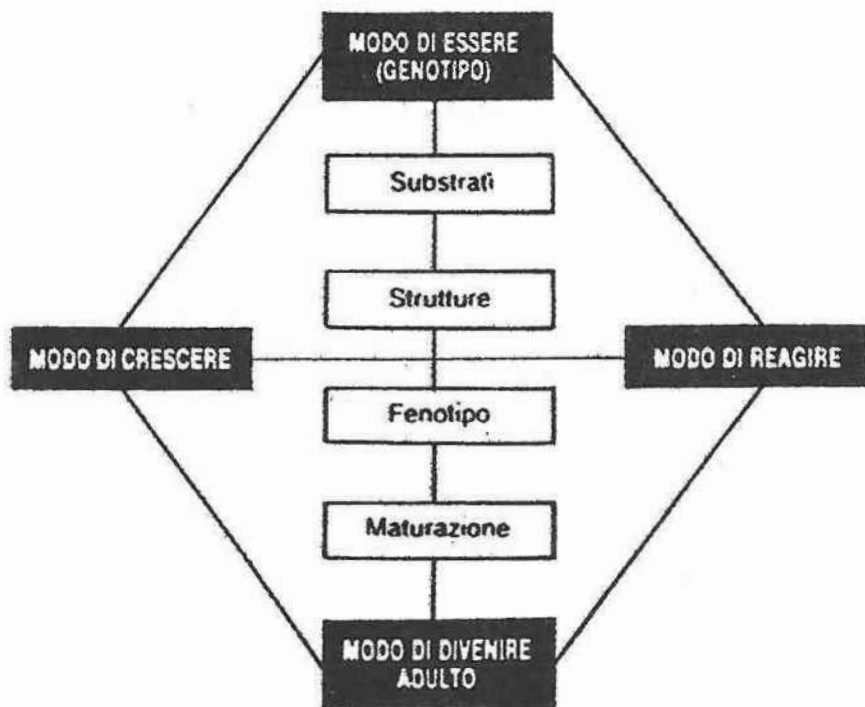 MODO DI ESSERE
(GENOTIPO)
Substrati
Strutture
MODO DI CRESCERE
MODO DI REAGIRE
Fenotipo
Maturazione
MODO DI DIVENIRE
ADULTO